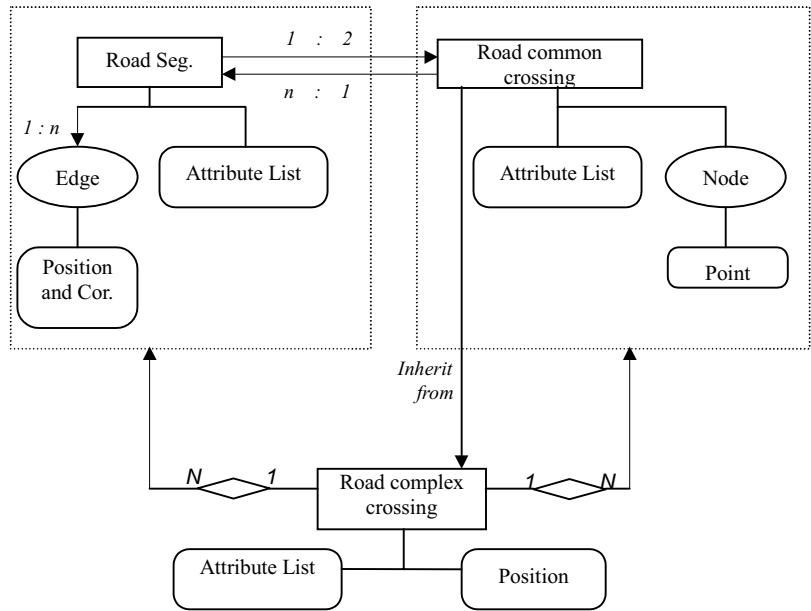 1 : 2
Road Seg.
Road common
crossing
n : 1
1 : n
Edge
Attribute List
Attribute List
Node
Position
and Cor.
Point
Inherit
from
N
1
Road complex
crossing
1
N
Attribute List
Position